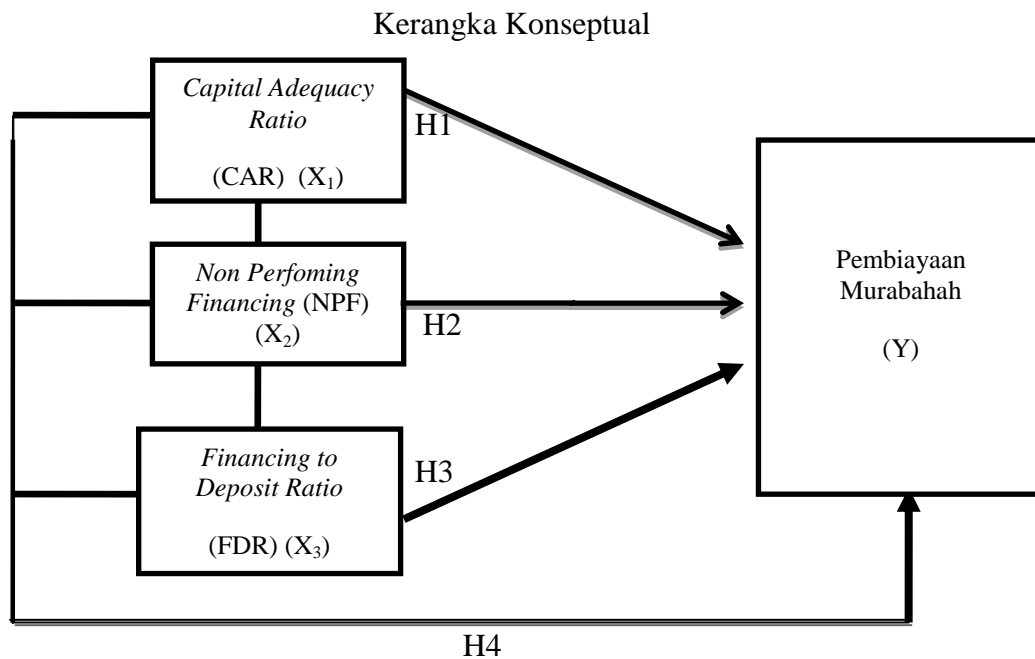 Kerangka Konseptual
Capital Adequacy
Ratio
(CAR) (X₁)
H1
Non Perfoming
Financing (NPF)
(X₂)
H2
Financing to
Deposit Ratio
(FDR) (X₃)
H3
Pembiayaan
Murabahah
(Y)
H4